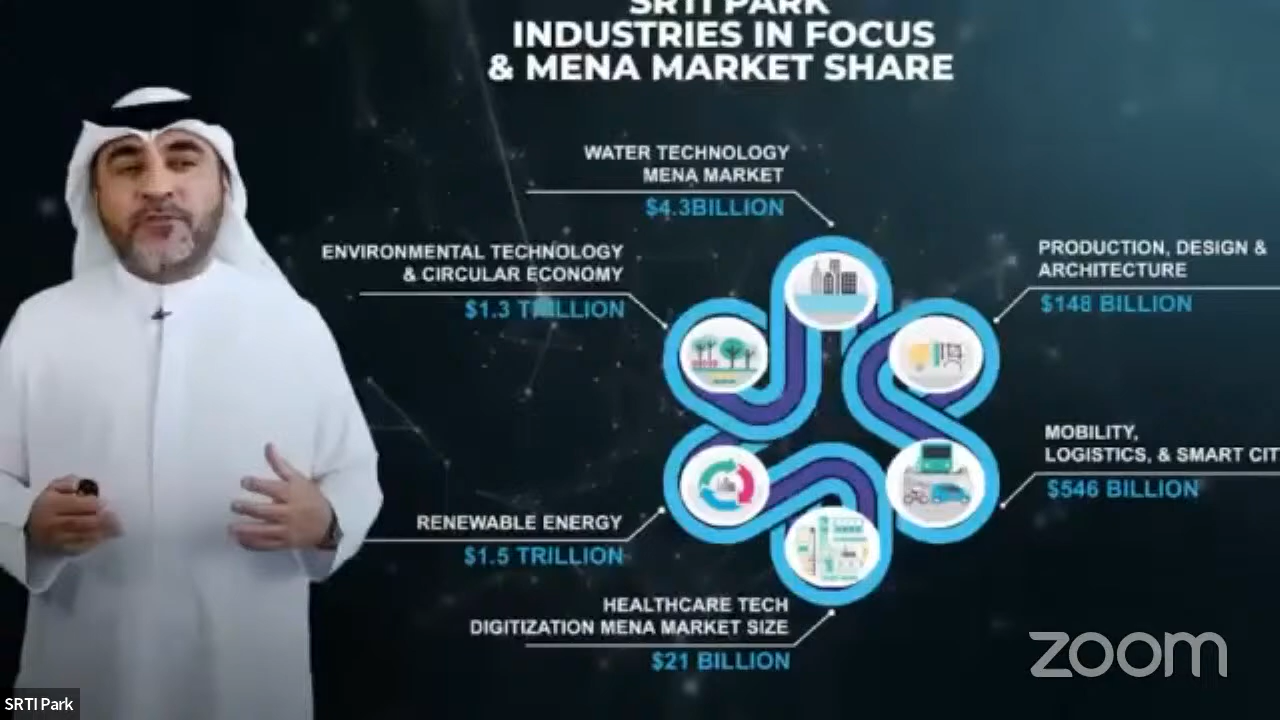 SRTI PARK
INDUSTRIES IN FOCUS
& MENA MARKET SHARE
WATER TECHNOLOGY
MENA MARKET
$4.3BILLION
ENVIRONMENTAL TECHNOLOGY
& CIRCULAR ECONOMY
$1.3 TRILLION
PRODUCTION, DESIGN &
ARCHITECTURE
$148 BILLION
MOBILITY,
LOGISTICS, & SMART CIT
$546 BILLION
RENEWABLE ENERGY
$1.5 TRILLION
HEALTHCARE TECH
DIGITIZATION MENA MARKET SIZE
$21 BILLION
zoom
SRTI Park